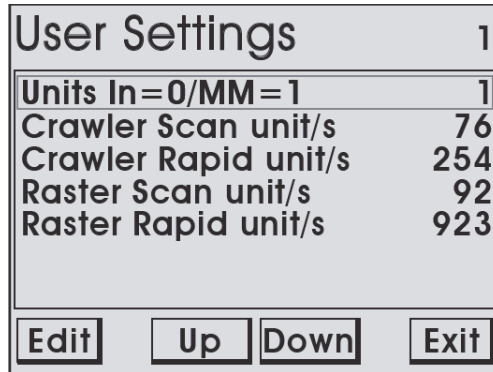 User Settings 1
Units In=0/MM=1 1
Crawler Scan unit/s 76
Crawler Rapid unit/s 254
Raster Scan unit/s 92
Raster Rapid unit/s 923
Edit Up Down Exit